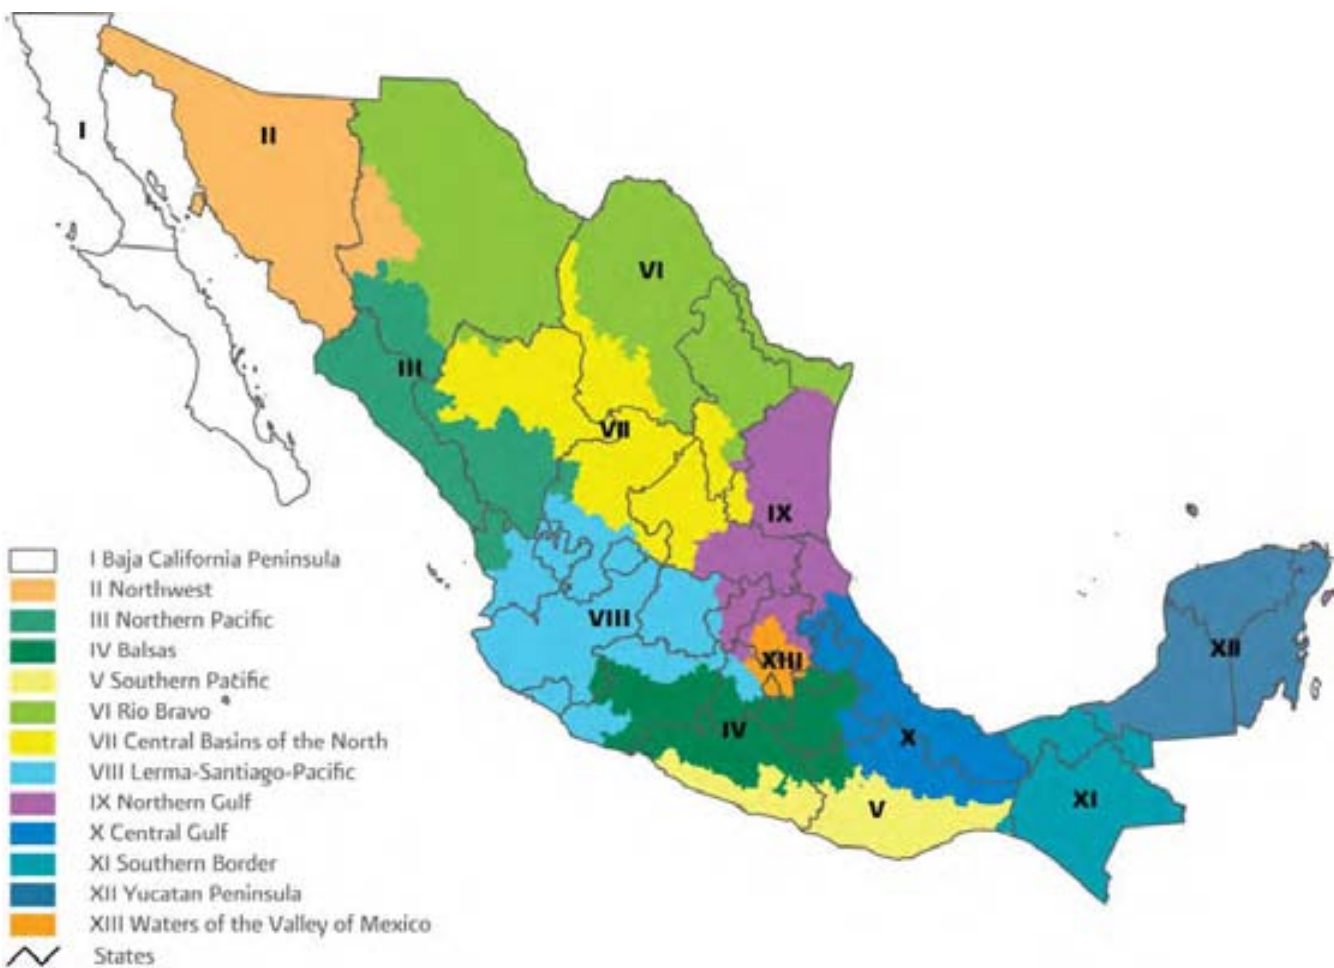 I
II
VI
III
VII
IX
VIII
XII
XIII
IV
X
XI
V
I Baja California Peninsula
II Northwest
III Northern Pacific
IV Balsas
V Southern Patific
VI Rio Bravo *
VII Central Basins of the North
VIII Lerma-Santiago-Pacific
IX Northern Gulf
X Central Gulf
XI Southern Border
XII Yucatan Peninsula
XIII Waters of the Valley of Mexico
States